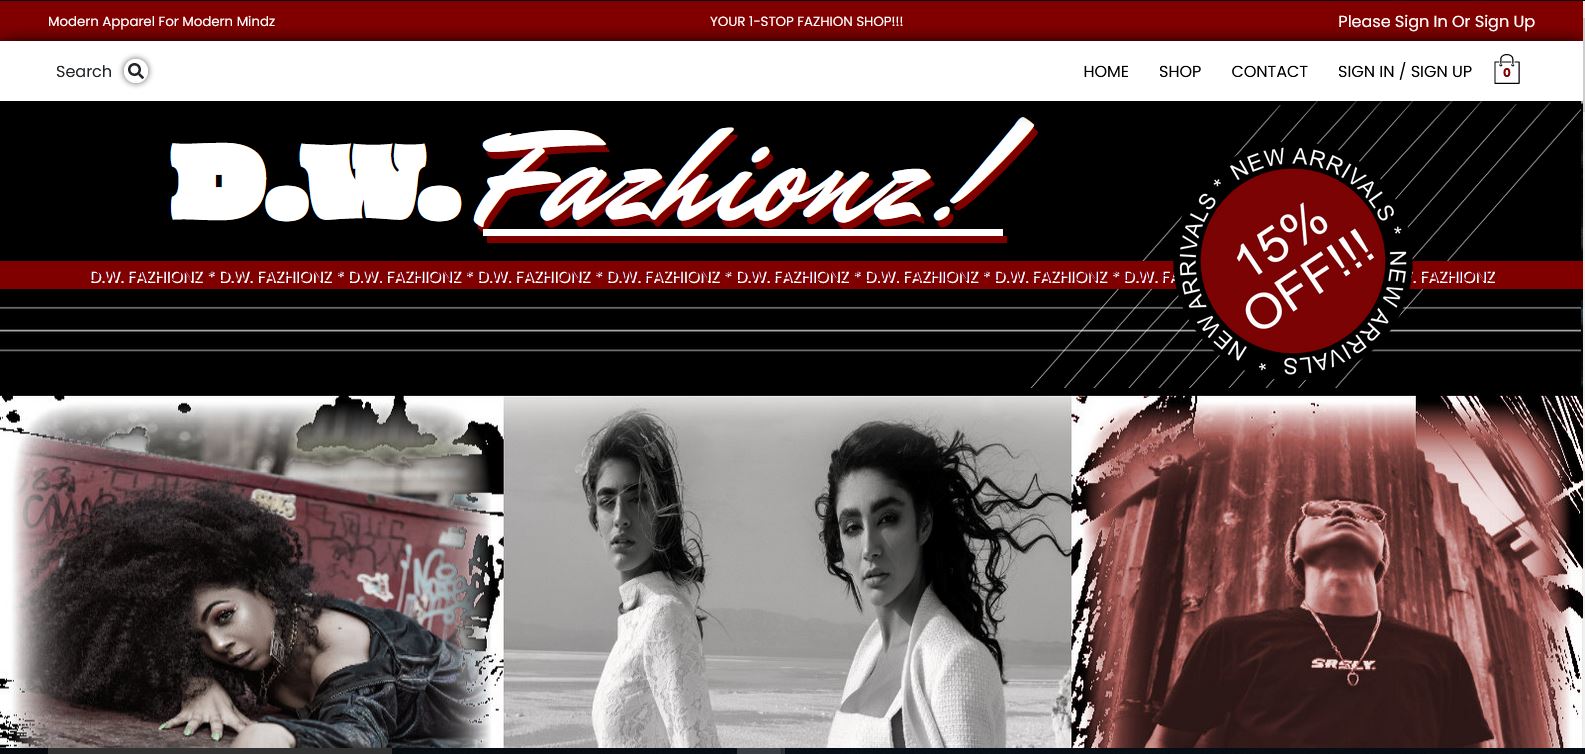 Modern Apparel For Modern Mindz
YOUR 1-STOP FAZHION SHOP!!!
Please Sign In Or Sign Up
Search
HOME
SHOP
CONTACT
SIGN IN / SIGN UP
0
D.W. Fazhionz!
NEW ARRIVALS * NEW ARRIVALS * NEW ARRIVALS *
15%
OFF!!!
D.W. FAZHIONZ * D.W. FAZHIONZ * D.W. FAZHIONZ * D.W. FAZHIONZ * D.W. FAZHIONZ * D.W. FAZHIONZ * D.W. FAZHIONZ * D.W. FAZHIONZ * D.W. FA
. FAZHIONZ
SRSLY.